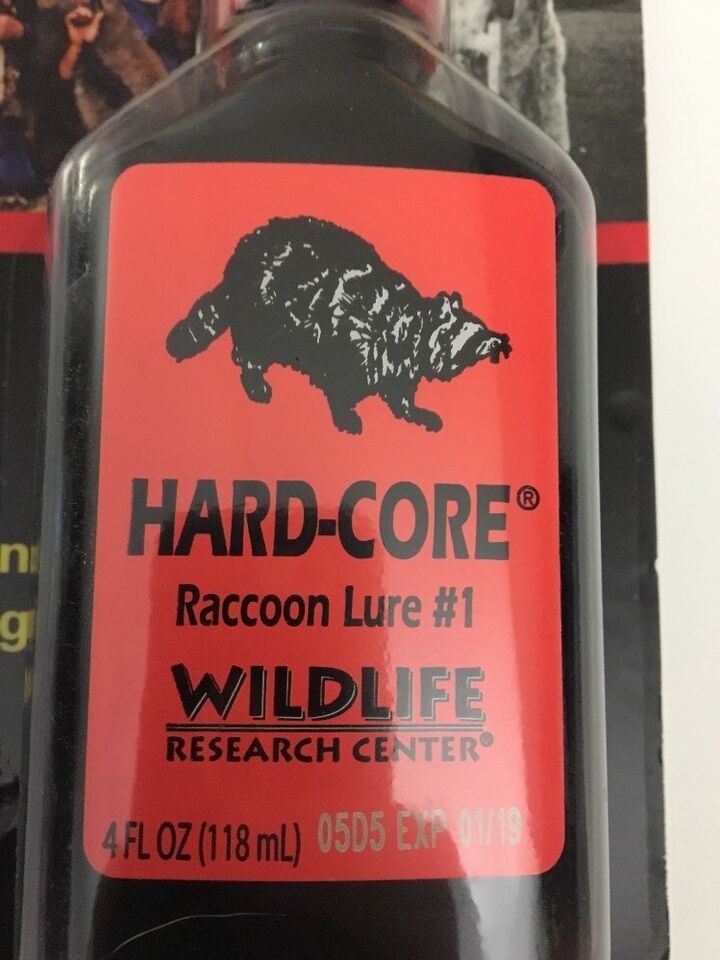 HARD-CORE®
Raccoon Lure #1
WILDLIFE
RESEARCH CENTER®
4 FL OZ (118 mL) 05D5 EXP 01/19